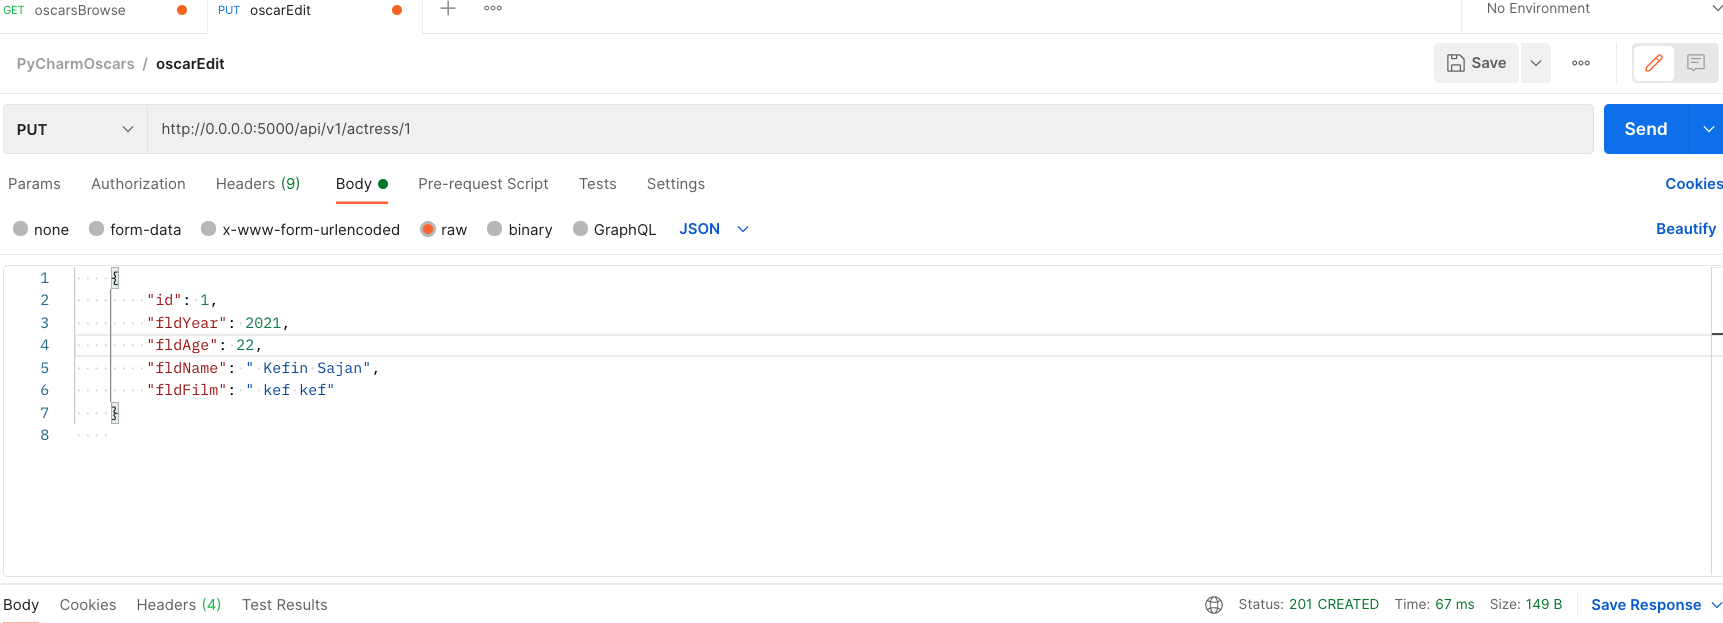 GET oscarsBrowse PUT oscarEdit No Environment
PyCharmOscars / oscarEdit Save
PUT http://0.0.0.0:5000/api/v1/actress/1 Send
Params Authorization Headers (9) Body Pre-request Script Tests Settings Cookies
none form-data x-www-form-urlencoded raw binary GraphQL JSON Beautify
1 {
2 "id": 1,
3 "fldYear": 2021,
4 "fldAge": 22,
5 "fldName": " Kefin Sajan",
6 "fldFilm": " kef kef"
7 }
8
Body Cookies Headers (4) Test Results Status: 201 CREATED Time: 67 ms Size: 149 B Save Response